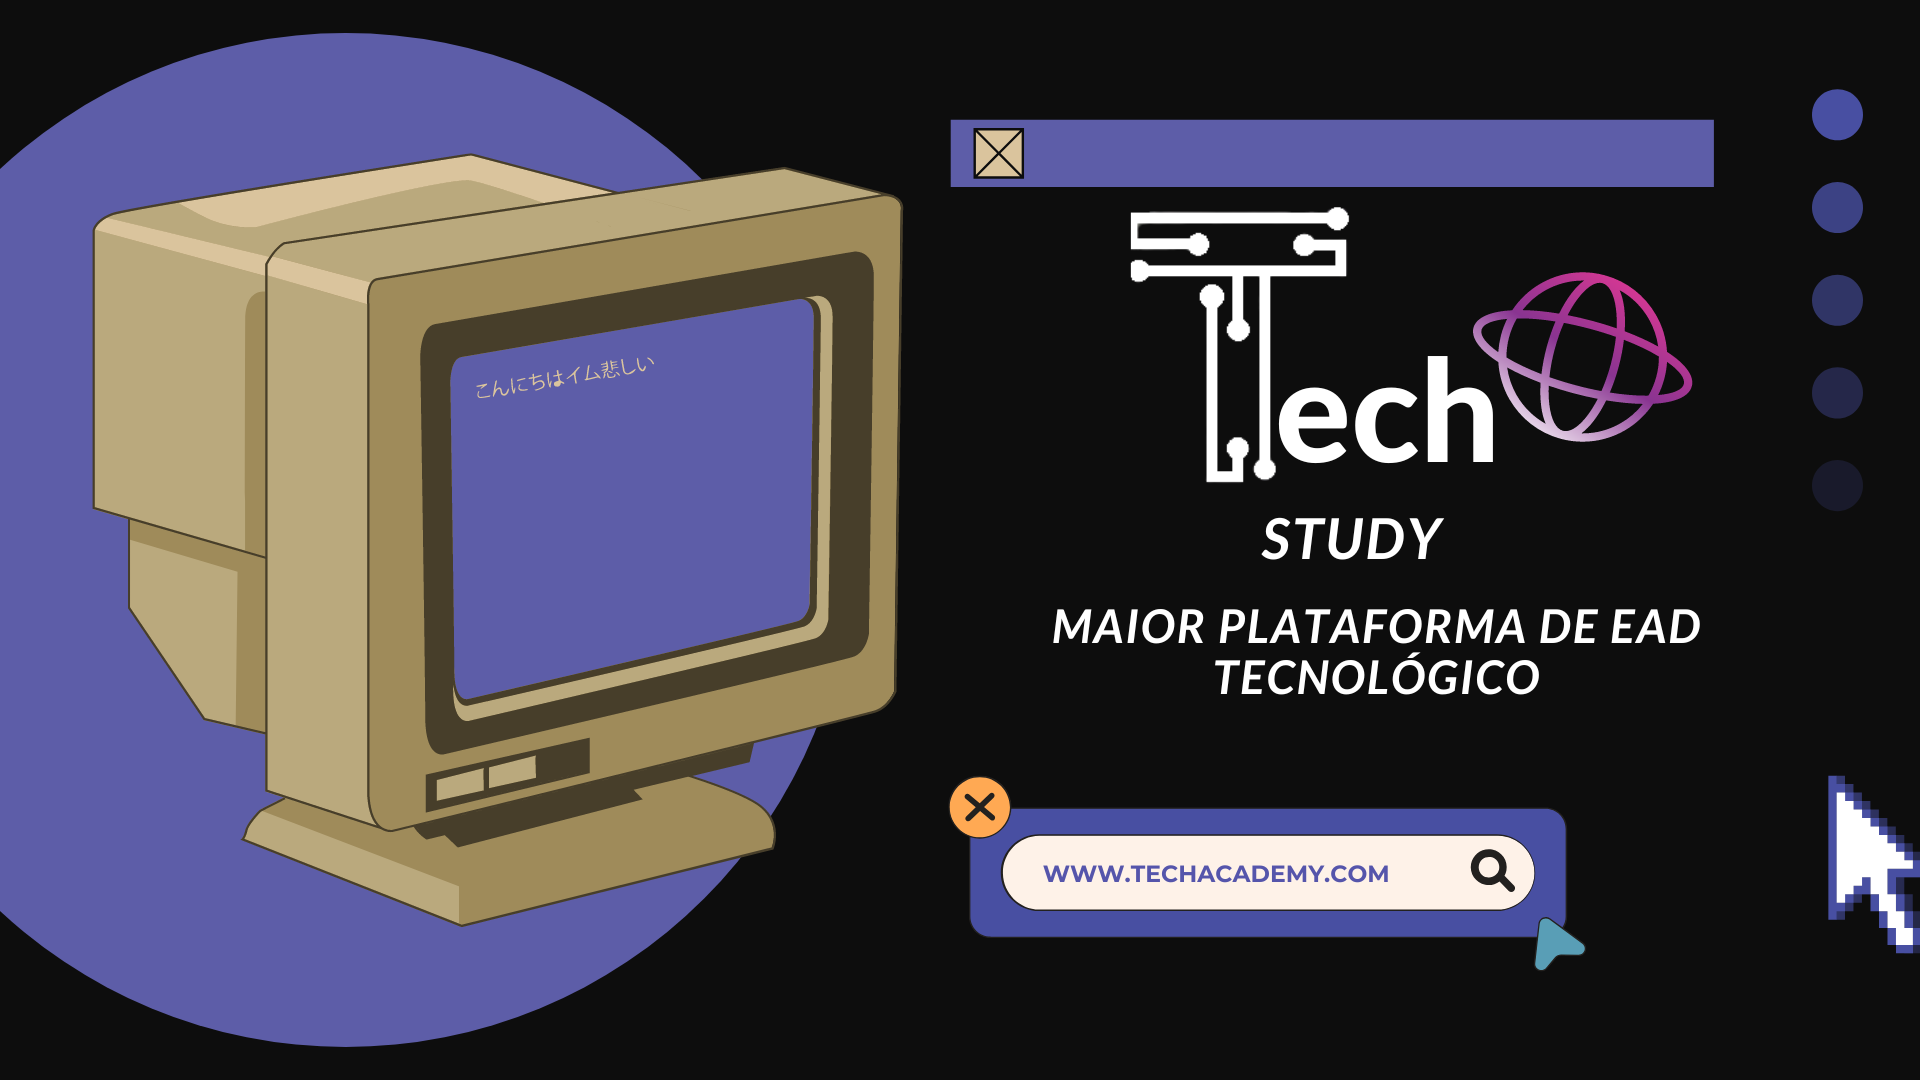 こんにちはイム悲しい
Tech
STUDY
MAIOR PLATAFORMA DE EAD
TECNOLÓGICO
WWW.TECHACADEMY.COM